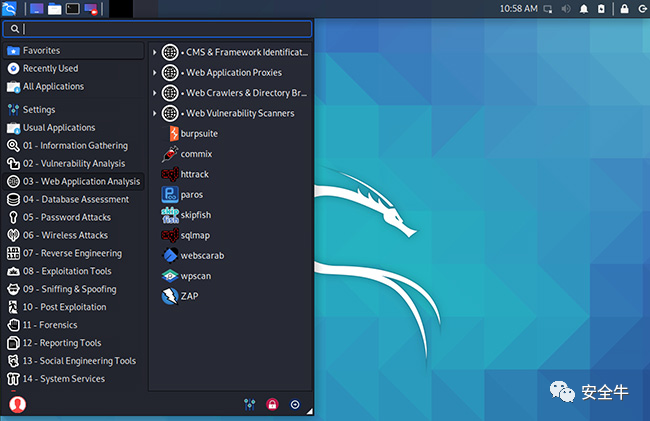 10:58 AM
Favorites
Recently Used
All Applications
Settings
Usual Applications
01 - Information Gathering
02 - Vulnerability Analysis
03 - Web Application Analysis
04 - Database Assessment
05 - Password Attacks
06 - Wireless Attacks
07 - Reverse Engineering
08 - Exploitation Tools
09 - Sniffing & Spoofing
10 - Post Exploitation
11 - Forensics
12 - Reporting Tools
13 - Social Engineering Tools
14 - System Services
• CMS & Framework Identificat...
• Web Application Proxies
• Web Crawlers & Directory Br...
• Web Vulnerability Scanners
burpsuite
commix
httrack
paros
skip fish
skipfish
sqlmap
webscarab
wpscan
ZAP
安全牛